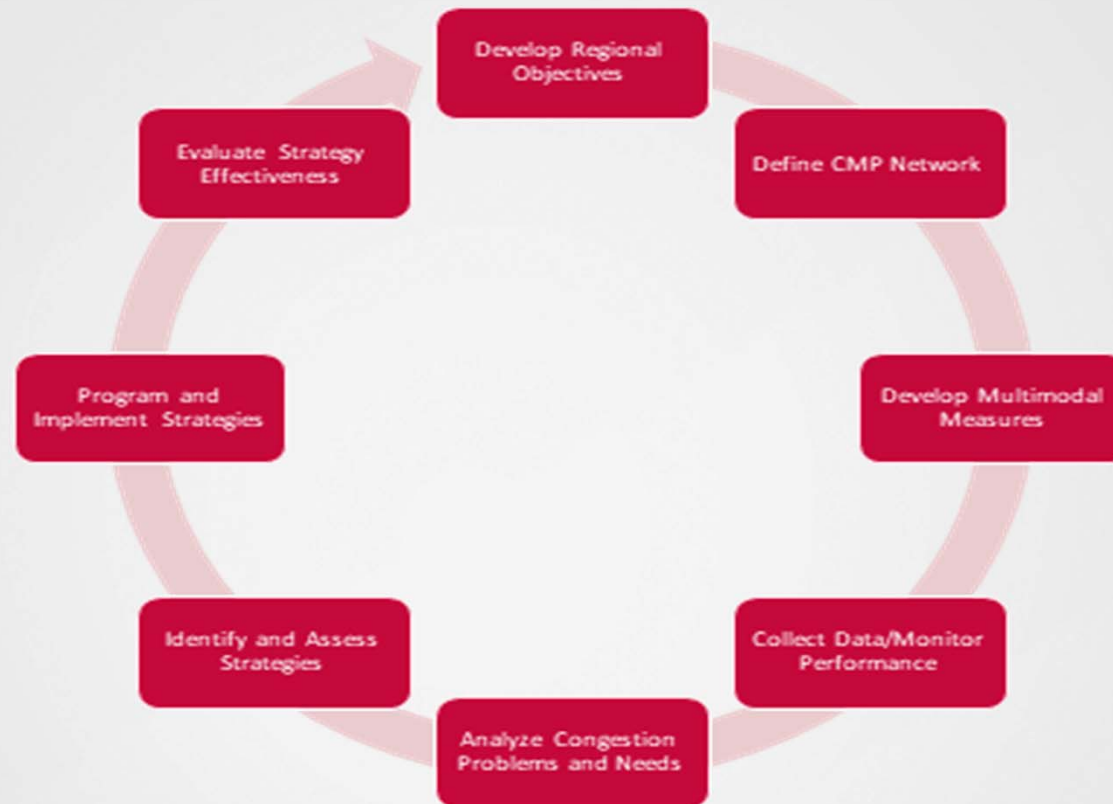 Develop Regional
Objectives
Define CMP Network
Develop Multimodal
Measures
Collect Data/Monitor
Performance
Analyze Congestion
Problems and Needs
Identify and Assess
Strategies
Program and
Implement Strategies
Evaluate Strategy
Effectiveness